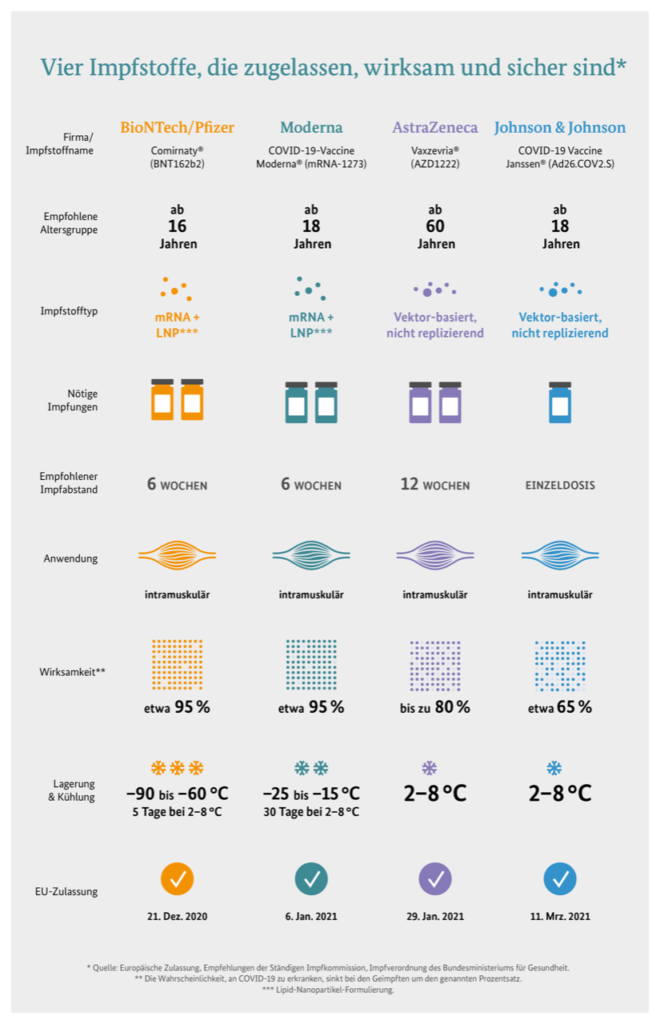 Vier Impfstoffe, die zugelassen, wirksam und sicher sind*
Firma/
Impfstoffname
BioNTech/Pfizer
Comirnaty®
(BNT162b2)
Moderna
COVID-19-Vaccine
Moderna® (mRNA-1273)
AstraZeneca
Vaxzevria®
(AZD1222)
Johnson & Johnson
COVID-19 Vaccine
Janssen® (Ad26.COV2.S)
Empfohlene
Altersgruppe
ab
16
Jahren
ab
18
Jahren
ab
60
Jahren
ab
18
Jahren
Impfstofftyp
mRNA +
LNP***
mRNA +
LNP***
Vektor-basiert,
nicht replizierend
Vektor-basiert,
nicht replizierend
Nötige
Impfungen
Empfohlener
Impfabstand
6 WOCHEN
6 WOCHEN
12 WOCHEN
EINZELDOSIS
Anwendung
intramuskulär
intramuskulär
intramuskulär
intramuskulär
Wirksamkeit**
etwa 95 %
etwa 95 %
bis zu 80 %
etwa 65 %
Lagerung
& Kühlung
–90 bis –60 °C
5 Tage bei 2–8 °C
–25 bis –15 °C
30 Tage bei 2–8 °C
2–8 °C
2–8 °C
EU-Zulassung
21. Dez. 2020
6. Jan. 2021
29. Jan. 2021
11. Mrz. 2021
* Quelle: Europäische Zulassung, Empfehlungen der Ständigen Impfkommission, Impfverordnung des Bundesministeriums für Gesundheit.
** Die Wahrscheinlichkeit, an COVID-19 zu erkranken, sinkt bei den Geimpften um den genannten Prozentsatz.
*** Lipid-Nanopartikel-Formulierung.